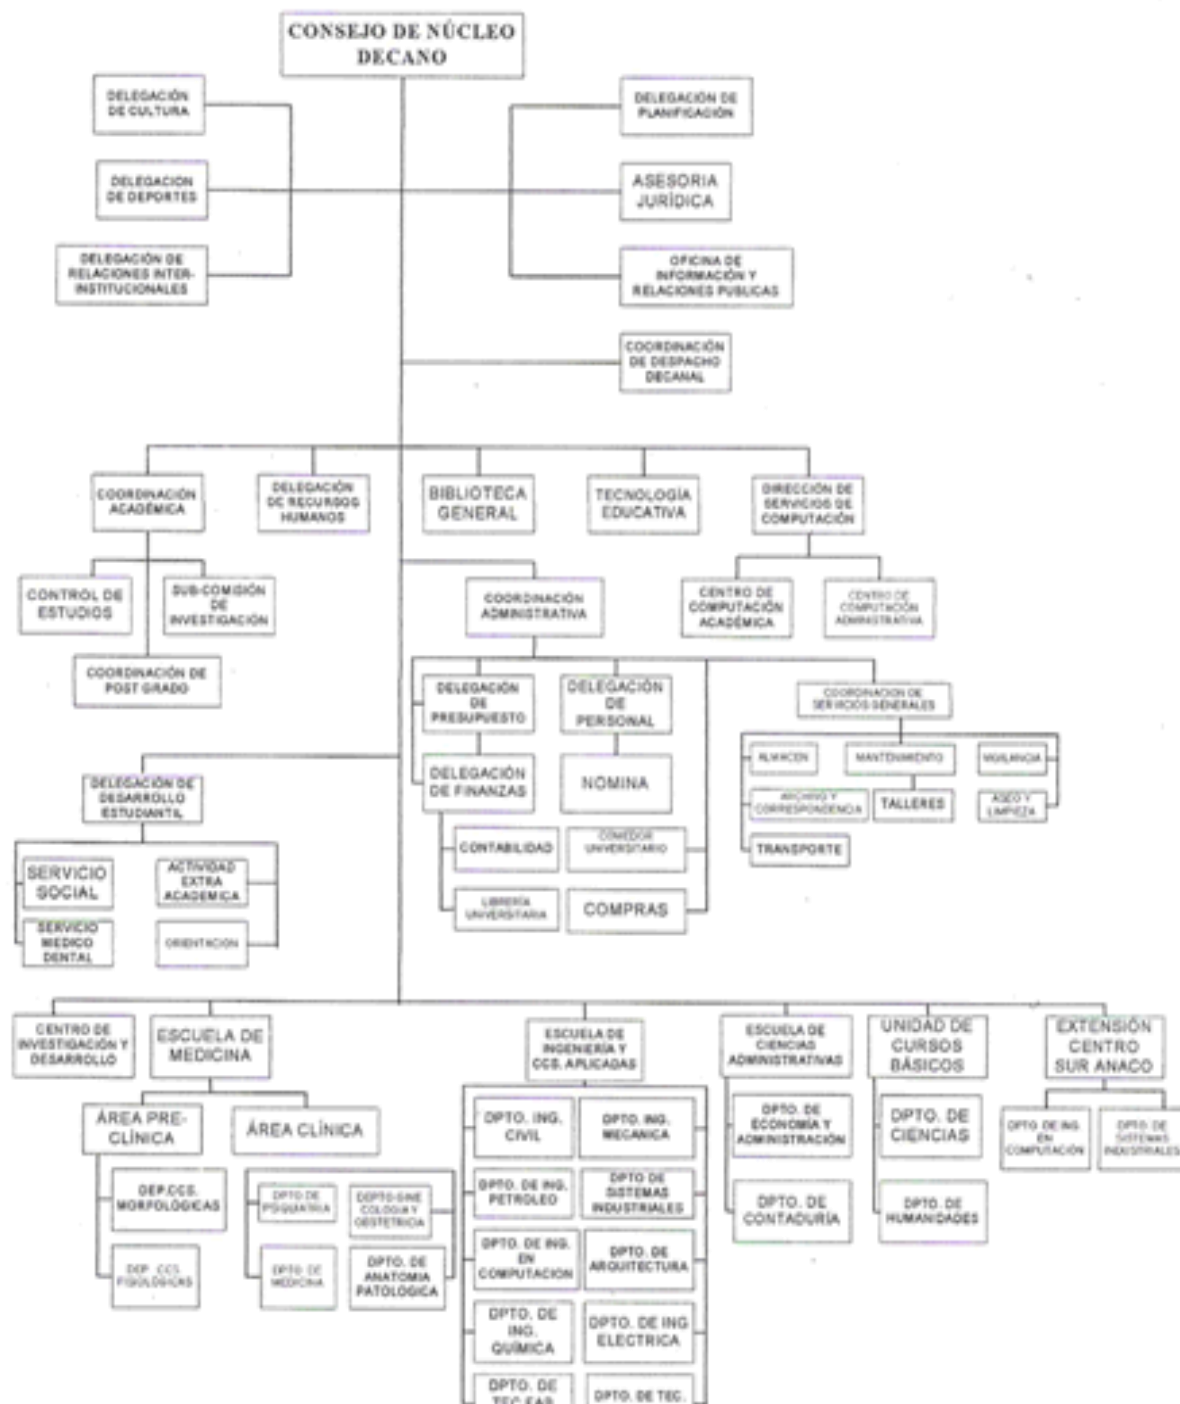 CONSEJO DE NÚCLEO
DECANO
DELEGACIÓN
DE CULTURA
DELEGACIÓN DE
PLANIFICACIÓN
DELEGACION
DE DEPORTES
ASESORIA
JURÍDICA
DELEGACIÓN DE
RELACIONES INTER-
INSTITUCIONALES
OFICINA DE
INFORMACIÓN Y
RELACIONES PUBLICAS
COORDINACIÓN
DE DESPACHO
DECANAL
COORDINACIÓN
ACADÉMICA
DELEGACIÓN
DE RECURSOS
HUMANOS
BIBLIOTECA
GENERAL
TECNOLOGÍA
EDUCATIVA
DIRECCIÓN DE
SERVICIOS DE
COMPUTACIÓN
CONTROL DE
ESTUDIOS
SUB-COMISIÓN
DE
INVESTIGACIÓN
COORDINACIÓN
ADMINISTRATIVA
CENTRO DE
COMPUTACIÓN
ACADÉMICA
CENTRO DE
COMPUTACIÓN
ADMINISTRATIVA
COORDINACIÓN DE
POST GRADO
DELEGACIÓN
DE
PRESUPUESTO
DELEGACIÓN
DE
PERSONAL
COORDINACION DE
SERVICIOS GENERALES
DELEGACIÓN
DE FINANZAS
NOMINA
ALMACEN
MANTENIMIENTO
VIGILANCIA
ARCHIVO Y
CORRESPONDENCIA
TALLERES
ASEO Y
LIMPIEZA
TRANSPORTE
DELEGACIÓN DE
DESARROLLO
ESTUDIANTIL
CONTABILIDAD
COMEDOR
UNIVERSITARIO
LIBRERÍA
UNIVERSITARIA
COMPRAS
SERVICIO
SOCIAL
ACTIVIDAD
EXTRA
ACADEMICA
SERVICIO
MEDICO
DENTAL
ORIENTACION
CENTRO DE
INVESTIGACIÓN Y
DESARROLLO
ESCUELA DE
MEDICINA
ESCUELA DE
INGENIERÍA Y
CCS. APLICADAS
ESCUELA DE
CIENCIAS
ADMINISTRATIVAS
UNIDAD DE
CURSOS
BÁSICOS
EXTENSIÓN
CENTRO
SUR ANACO
ÁREA PRE-
CLÍNICA
ÁREA CLÍNICA
DPTO. ING.
CIVIL
DPTO. ING.
MECANICA
DPTO. DE
ECONOMÍA Y
ADMINISTRACIÓN
DPTO. DE
CIENCIAS
DPTO. DE ING.
EN
COMPUTACIÓN
DPTO. DE
SISTEMAS
INDUSTRIALES
DEP.CCS.
MORFOLÓGICAS
DPTO. DE
PSIQUIATRIA
DEPTO.GINE
COLOGIA Y
OBSTETRICIA
DPTO. DE ING.
PETROLEO
DPTO DE
SISTEMAS
INDUSTRIALES
DPTO. DE
CONTADURÍA
DPTO. DE
HUMANIDADES
DEP. CCS.
FISIOLÓGICAS
DPTO. DE
MEDICINA
DPTO. DE
ANATOMIA
PATOLOGICA
DPTO. DE ING.
EN
COMPUTACION
DPTO. DE
ARQUITECTURA
DPTO. DE
ING.
QUÍMICA
DPTO. DE ING
ELECTRICA
DPTO. DE
DPTO. DE TEC.